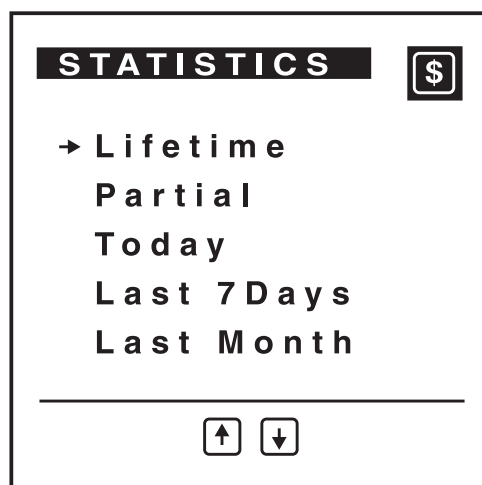 STATISTICS
$
→ Lifetime
Partial
Today
Last 7Days
Last Month
↑ ↓